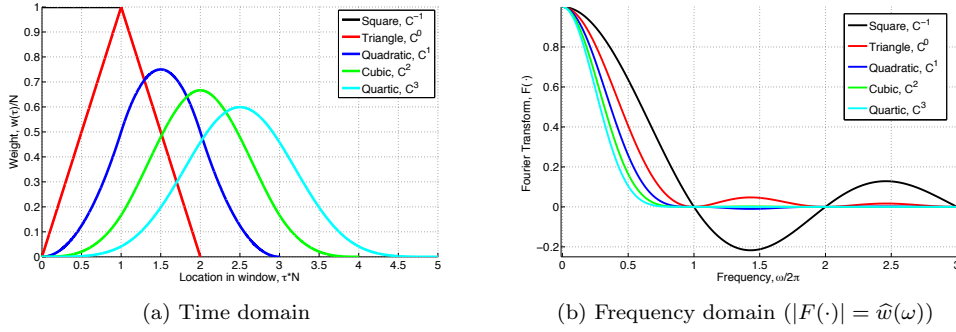 Weight, w(τ)/N
1
0.9
0.8
0.7
0.6
0.5
0.4
0.3
0.2
0.1
0
Square, C⁻¹
Triangle, C⁰
Quadratic, C¹
Cubic, C²
Quartic, C³
0 0.5 1 1.5 2 2.5 3 3.5 4 4.5 5
Location in window, τ*N
(a) Time domain
Fourier Transform, F(·)
0.8
0.6
0.4
0.2
0
−0.2
Square, C⁻¹
Triangle, C⁰
Quadratic, C¹
Cubic, C²
Quartic, C³
0 0.5 1 1.5 2 2.5 3
Frequency, ω/2π
(b) Frequency domain (|F(·)| = ŵ(ω))